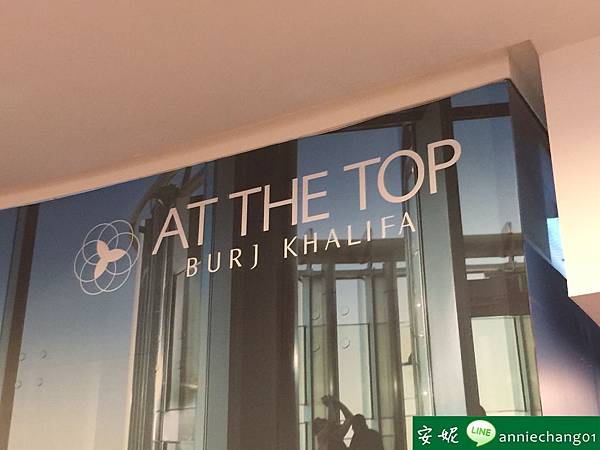 AT THE TOP
BURJ KHALIFA
安妮 LINE anniechang01